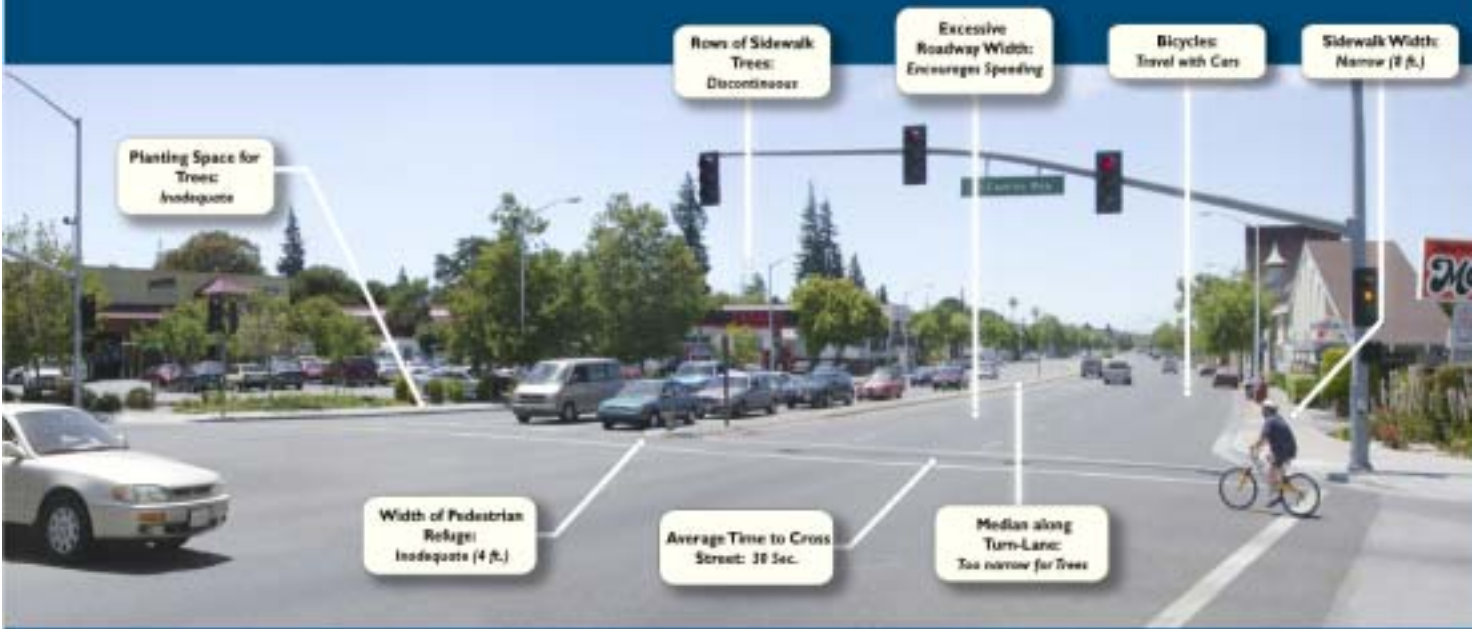 Rows of Sidewalk
Trees:
Discontinuous
Excessive
Roadway Width:
Encourages Speeding
Bicycles:
Travel with Cars
Sidewalk Width:
Narrow (8 ft.)
Planting Space for
Trees:
Inadequate
Width of Pedestrian
Refuge:
Inadequate (4 ft.)
Average Time to Cross
Street: 30 Sec.
Median along
Turn-Lane:
Too narrow for Trees